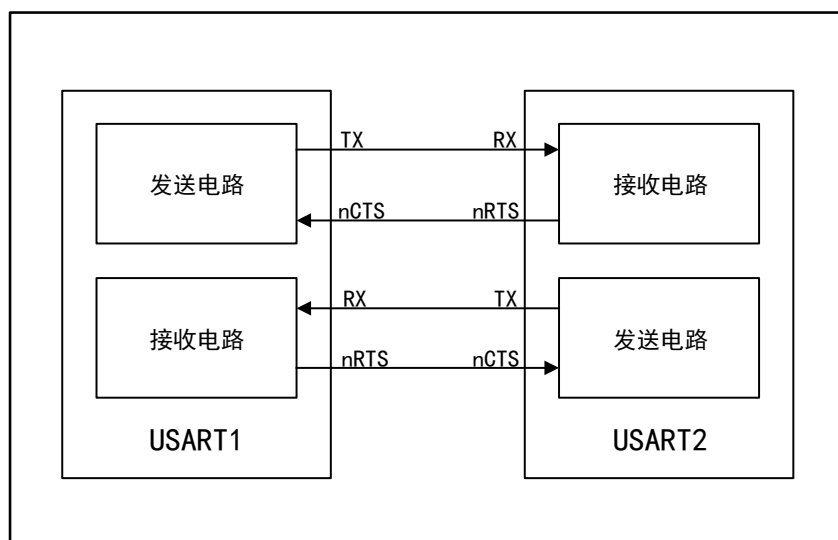 TX RX
发送电路 接收电路
nCTS nRTS
RX TX
接收电路 发送电路
nRTS nCTS
USART1 USART2